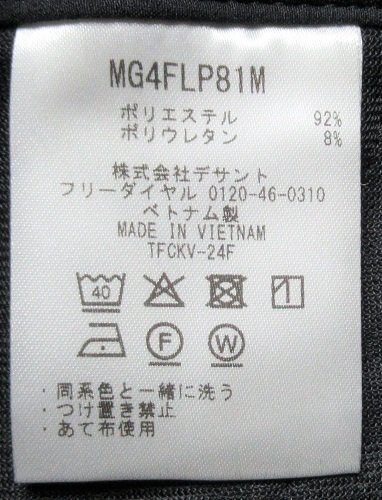 MG4FLP81M
ポリエステル 92%
ポリウレタン 8%
株式会社デサント
フリーダイヤル 0120-46-0310
ベトナム製
MADE IN VIETNAM
TFCKV-24F
40
F W
・同系色と一緒に洗う
・つけ置き禁止
・あて布使用